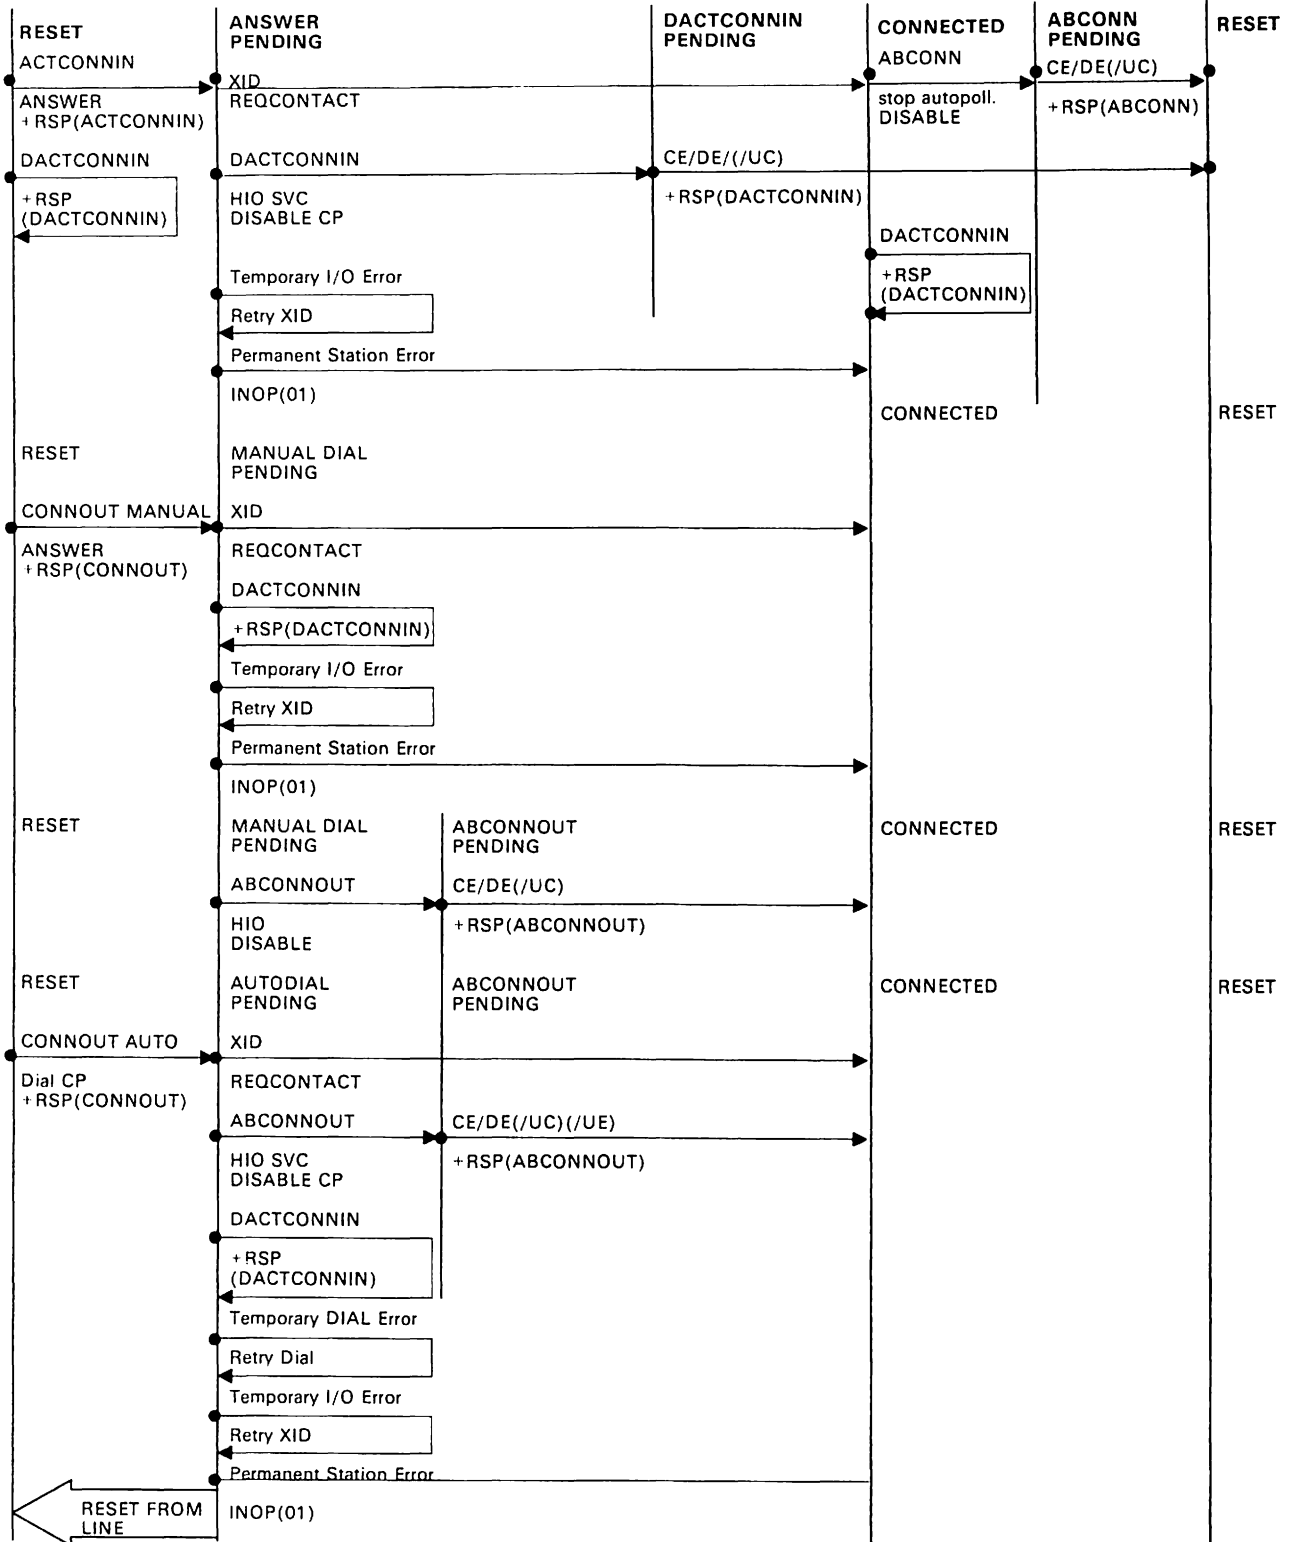 RESET
ANSWER
PENDING
DACTCONNIN
PENDING
CONNECTED
ABCONN
PENDING
RESET
ACTCONNIN
XID
ABCONN
CE/DE(/UC)
ANSWER
+RSP(ACTCONNIN)
REQCONTACT
stop autopoll.
DISABLE
+RSP(ABCONN)
DACTCONNIN
DACTCONNIN
CE/DE/(/UC)
+RSP
(DACTCONNIN)
HIO SVC
DISABLE CP
+RSP(DACTCONNIN)
DACTCONNIN
+RSP
(DACTCONNIN)
Temporary I/O Error
Retry XID
Permanent Station Error
INOP(01)
CONNECTED
RESET
RESET
MANUAL DIAL
PENDING
CONNOUT MANUAL
XID
ANSWER
+RSP(CONNOUT)
REQCONTACT
DACTCONNIN
+RSP(DACTCONNIN)
Temporary I/O Error
Retry XID
Permanent Station Error
INOP(01)
RESET
MANUAL DIAL
PENDING
ABCONNOUT
PENDING
CONNECTED
RESET
ABCONNOUT
CE/DE(/UC)
HIO
DISABLE
+RSP(ABCONNOUT)
RESET
AUTODIAL
PENDING
ABCONNOUT
PENDING
CONNECTED
RESET
CONNOUT AUTO
XID
Dial CP
+RSP(CONNOUT)
REQCONTACT
ABCONNOUT
CE/DE(/UC)(/UE)
HIO SVC
DISABLE CP
+RSP(ABCONNOUT)
DACTCONNIN
+RSP
(DACTCONNIN)
Temporary DIAL Error
Retry Dial
Temporary I/O Error
Retry XID
Permanent Station Error
RESET FROM
LINE
INOP(01)